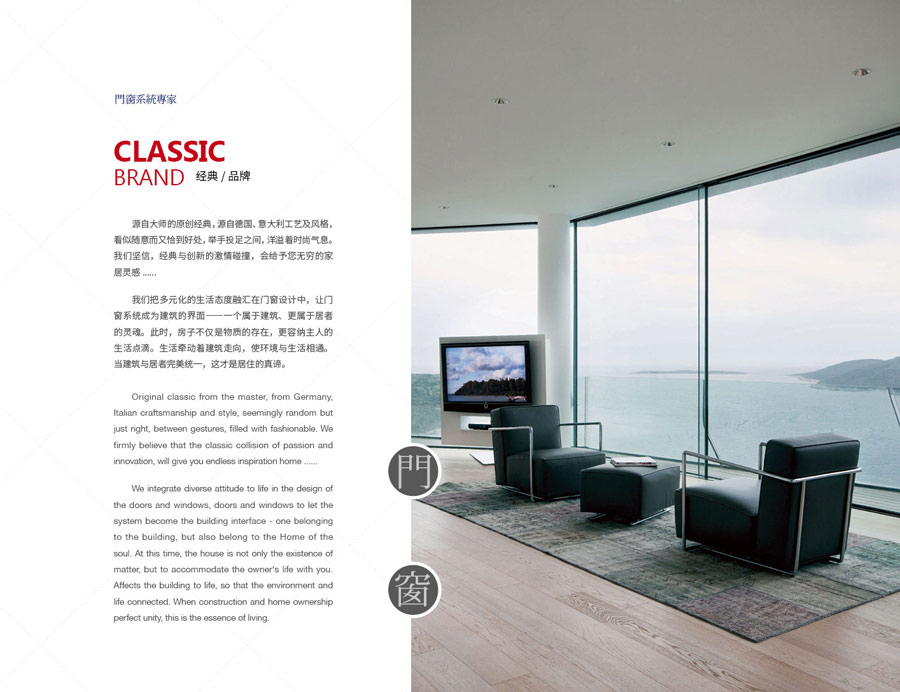 門窗系統專家
CLASSIC
BRAND 经典 / 品牌
源自大师的原创经典，源自德国、意大利工艺及风格，
看似随意而又恰到好处，举手投足之间，洋溢着时尚气息。
我们坚信，经典与创新的激情碰撞，会给予您无穷的家
居灵感 ......
我们把多元化的生活态度融汇在门窗设计中，让门
窗系统成为建筑的界面——一个属于建筑、更属于居者
的灵魂。此时，房子不仅是物质的存在，更容纳主人的
生活点滴。生活牵动着建筑走向，使环境与生活相通。
当建筑与居者完美统一，这才是居住的真谛。
Original classic from the master, from Germany,
Italian craftsmanship and style, seemingly random but
just right, between gestures, filled with fashionable. We
firmly believe that the classic collision of passion and
innovation, will give you endless inspiration home ......
We integrate diverse attitude to life in the design of
the doors and windows, doors and windows to let the
system become the building interface - one belonging
to the building, but also belong to the Home of the
soul. At this time, the house is not only the existence of
matter, but to accommodate the owner's life with you.
Affects the building to life, so that the environment and
life connected. When construction and home ownership
perfect unity, this is the essence of living.
門
窗